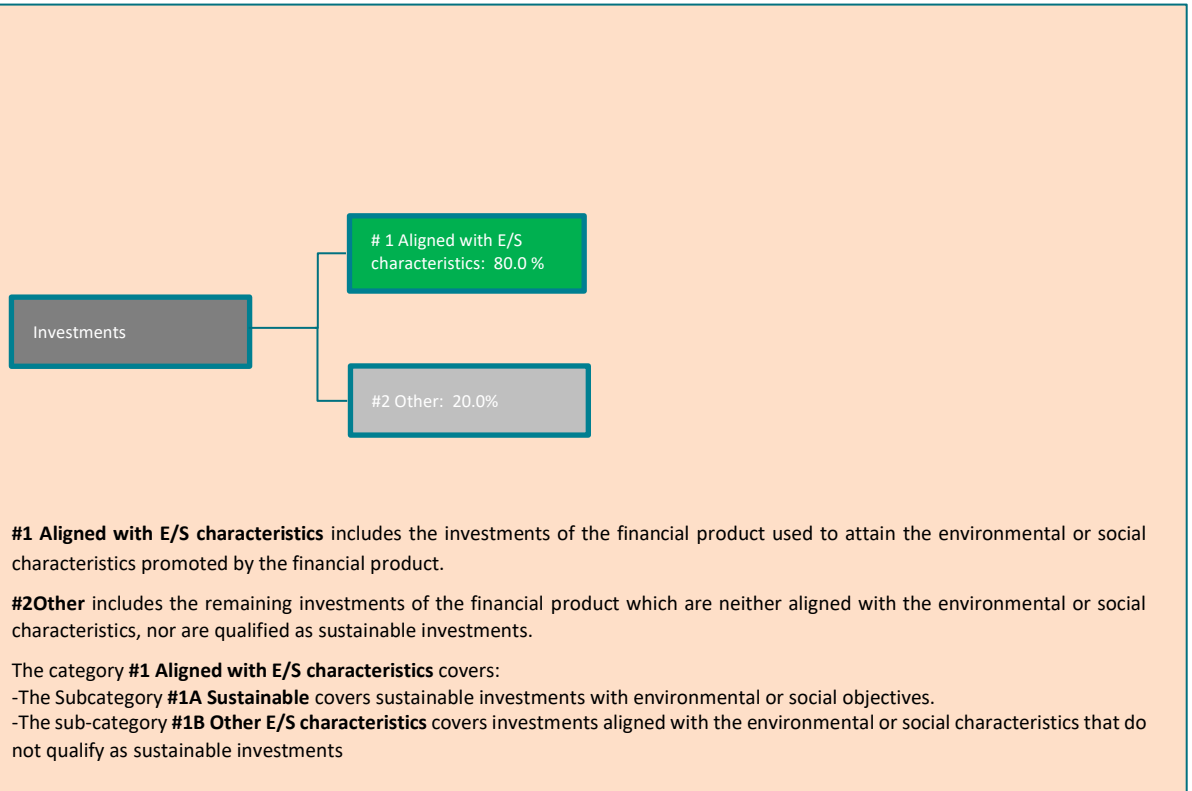 # 1 Aligned with E/S
characteristics: 80.0 %
Investments
#2 Other: 20.0%
#1 Aligned with E/S characteristics includes the investments of the financial product used to attain the environmental or social
characteristics promoted by the financial product.
#2Other includes the remaining investments of the financial product which are neither aligned with the environmental or social
characteristics, nor are qualified as sustainable investments.
The category #1 Aligned with E/S characteristics covers:
-The Subcategory #1A Sustainable covers sustainable investments with environmental or social objectives.
-The sub-category #1B Other E/S characteristics covers investments aligned with the environmental or social characteristics that do
not qualify as sustainable investments